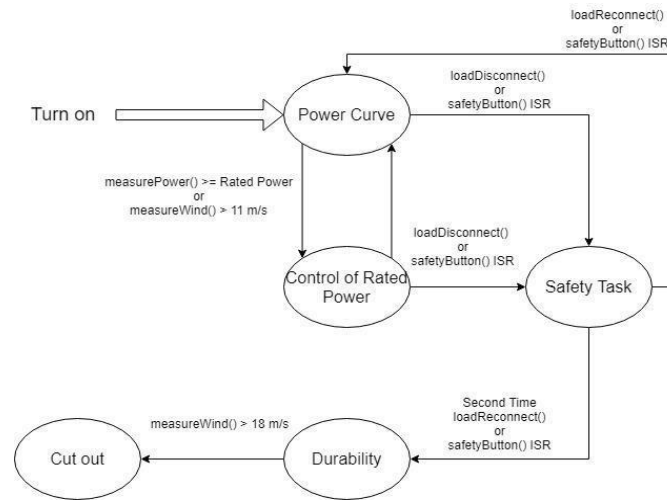 loadReconnect()
or
safetyButton() ISR
loadDisconnect()
or
safetyButton() ISR
Turn on
Power Curve
measurePower() >= Rated Power
or
measureWind() > 11 m/s
loadDisconnect()
or
safetyButton() ISR
Control of Rated
Power
Safety Task
Second Time
loadReconnect()
or
safetyButton() ISR
measureWind() > 18 m/s
Cut out
Durability